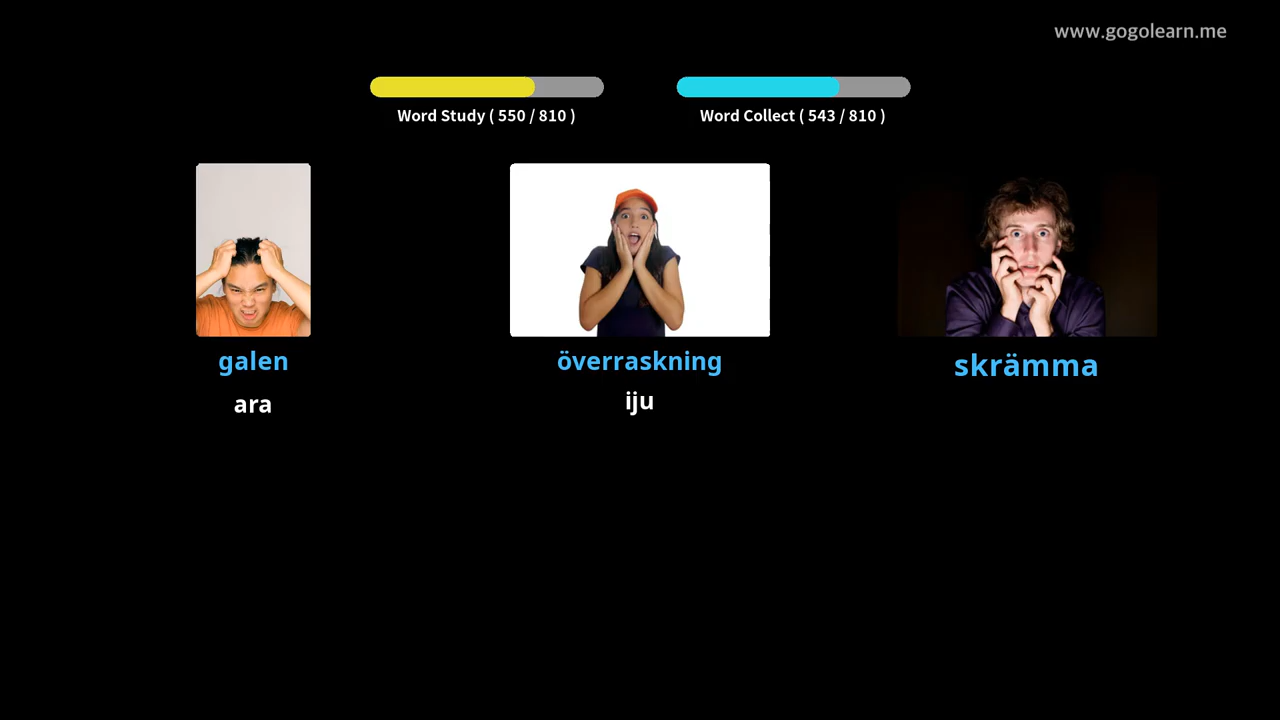 www.gogolearn.me
Word Study ( 550 / 810 )
Word Collect ( 543 / 810 )
galen
ara
överraskning
iju
skrämma